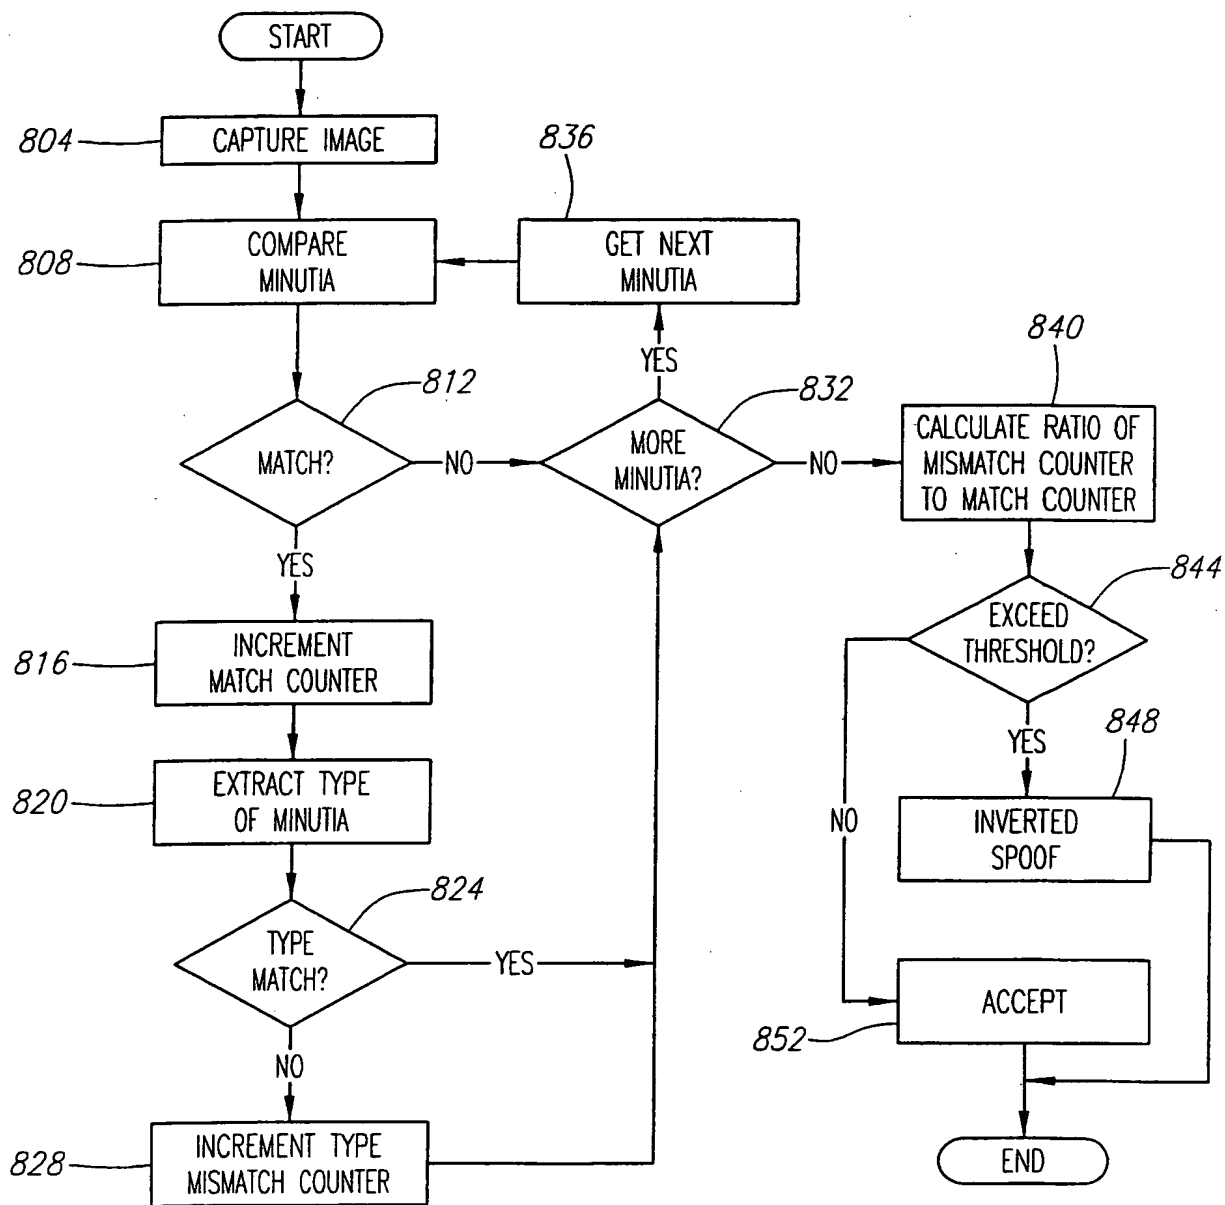 START
804
CAPTURE IMAGE
836
808
COMPARE
MINUTIA
GET NEXT
MINUTIA
840
YES
812
832
MATCH?
NO
MORE
MINUTIA?
NO
CALCULATE RATIO OF
MISMATCH COUNTER
TO MATCH COUNTER
YES
844
EXCEED
THRESHOLD?
816
INCREMENT
MATCH COUNTER
YES
848
820
EXTRACT TYPE
OF MINUTIA
NO
INVERTED
SPOOF
824
TYPE
MATCH?
YES
ACCEPT
852
NO
828
INCREMENT TYPE
MISMATCH COUNTER
END